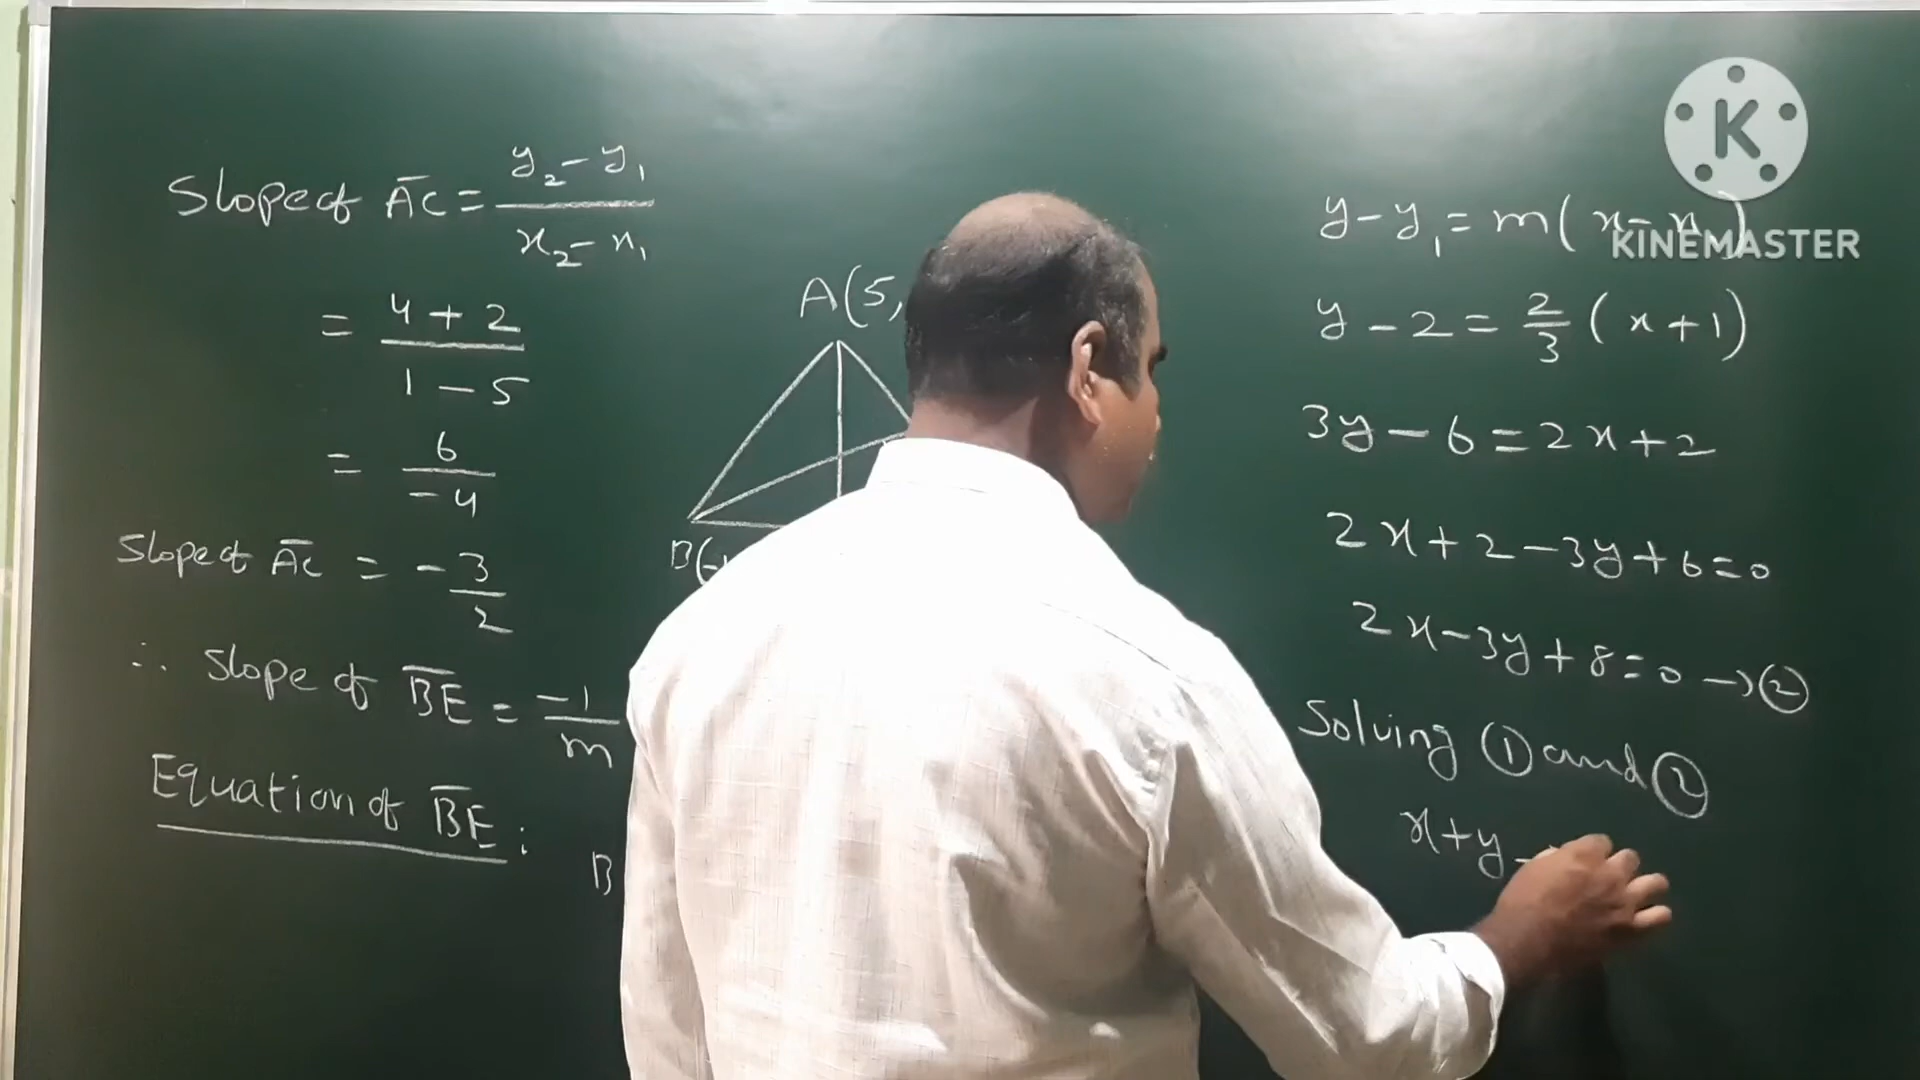 Slope of AC = y₂ - y₁ / x₂ - x₁
= 4 + 2 / 1 - 5
= 6 / -4
Slope of AC = - 3 / 2
∴ Slope of BE = -1 / m
Equation of BE :
B
A(5,
B(-
y - y₁ = m(x - x₁)
y - 2 = 2/3 (x + 1)
3y - 6 = 2x + 2
2x + 2 - 3y + 6 = 0
2x - 3y + 8 = 0 → ②
Solving ① and ②
x + y -
K
KINEMASTER